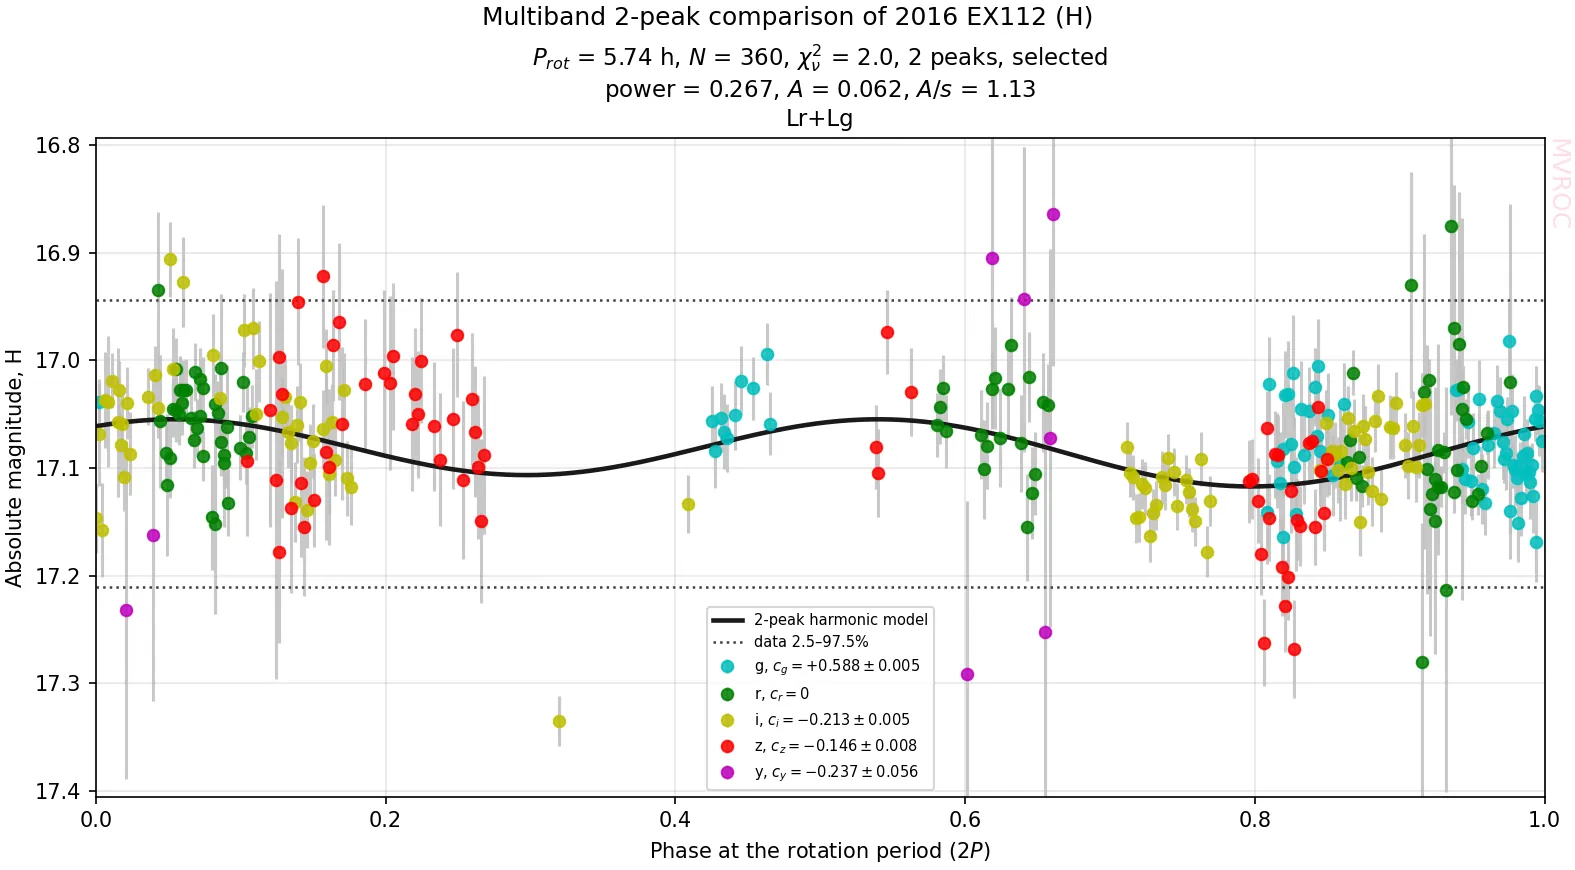 Multiband 2-peak comparison of 2016 EX112 (H)
P_rot = 5.74 h, N = 360, χ²_ν = 2.0, 2 peaks, selected
power = 0.267, A = 0.062, A/s = 1.13
Lr+Lg
MVROC
16.8
16.9
17.0
17.1
17.2
17.3
17.4
Absolute magnitude, H
2-peak harmonic model
data 2.5–97.5%
g, c_g = +0.588 ± 0.005
r, c_r = 0
i, c_i = −0.213 ± 0.005
z, c_z = −0.146 ± 0.008
y, c_y = −0.237 ± 0.056
0.0 0.2 0.4 0.6 0.8 1.0
Phase at the rotation period (2P)